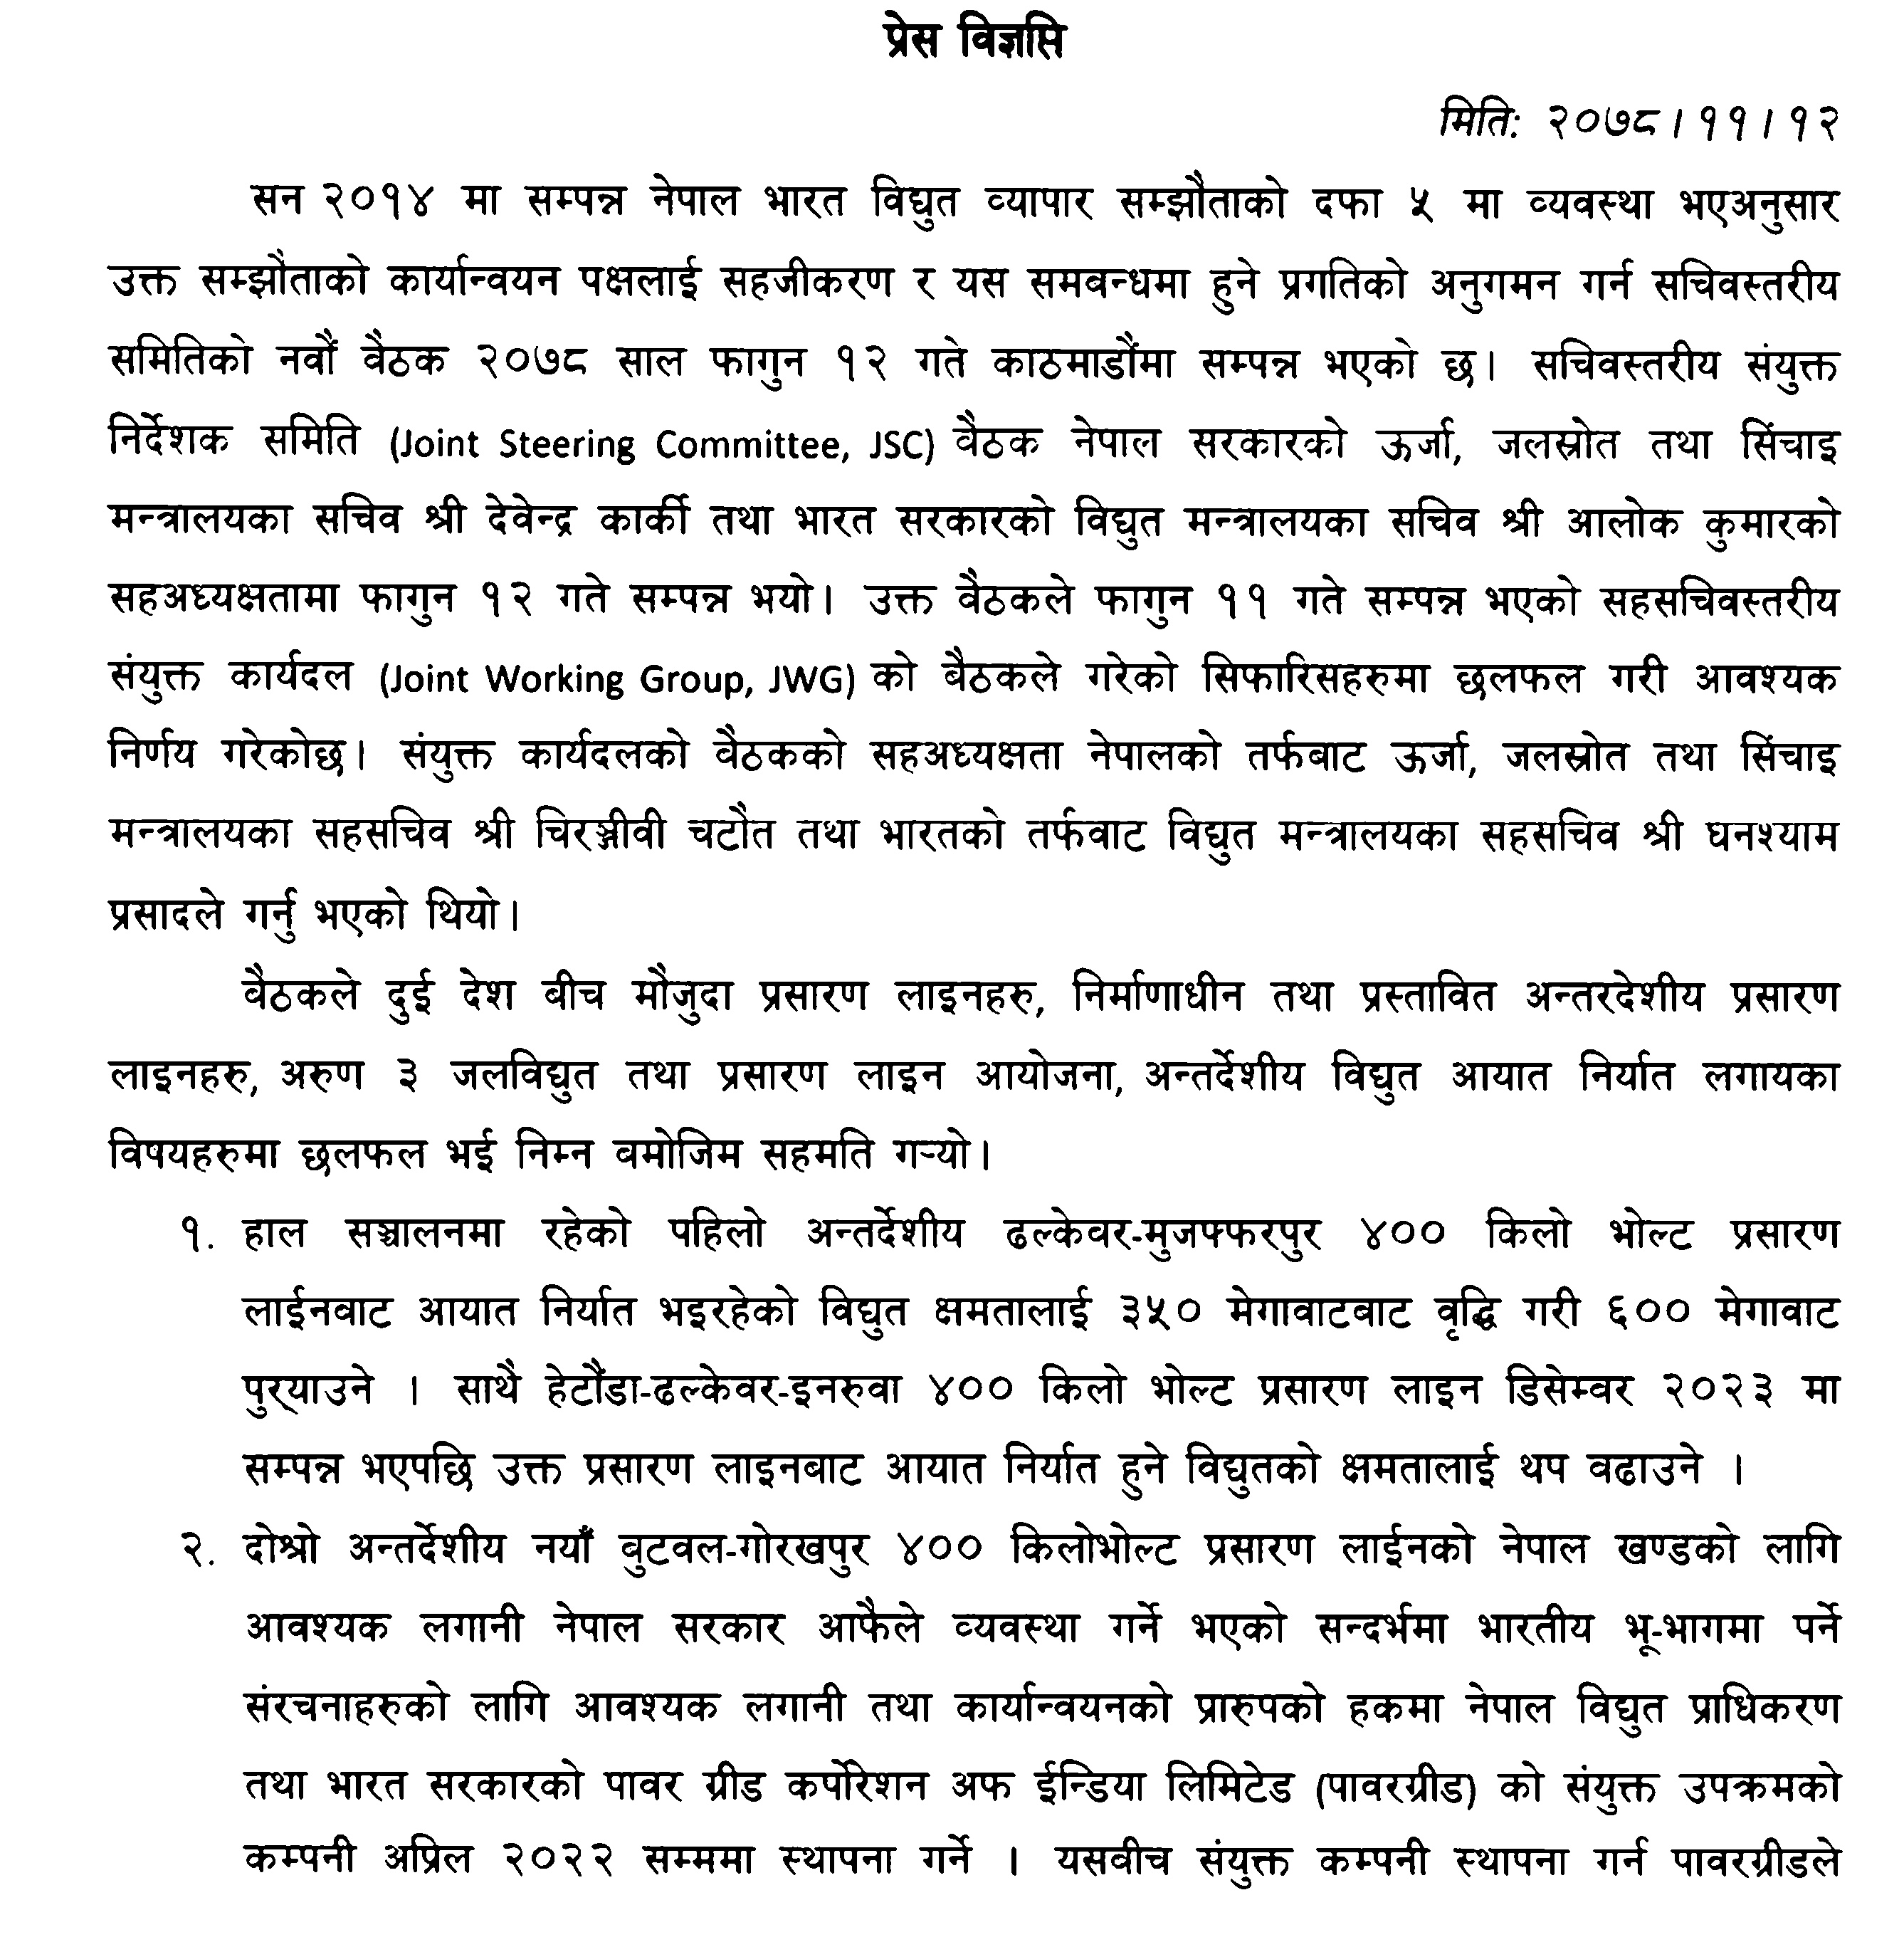 प्रेस विज्ञप्ति
मिति: २०७८।११।१२
सन २०१४ मा सम्पन्न नेपाल भारत विद्युत व्यापार सम्झौताको दफा ५ मा व्यवस्था भएअनुसार
उक्त सम्झौताको कार्यान्वयन पक्षलाई सहजीकरण र यस समवन्धमा हुने प्रगतिको अनुगमन गर्न सचिवस्तरीय
समितिको नवौं वैठक २०७८ साल फागुन १२ गते काठमाडौंमा सम्पन्न भएको छ। सचिवस्तरीय संयुक्त
निर्देशक समिति (Joint Steering Committee, JSC) वैठक नेपाल सरकारको ऊर्जा, जलस्रोत तथा सिंचाइ
मन्त्रालयका सचिव श्री देवेन्द्र कार्की तथा भारत सरकारको विद्युत मन्त्रालयका सचिव श्री आलोक कुमारको
सहअध्यक्षतामा फागुन १२ गते सम्पन्न भयो। उक्त वैठकले फागुन ११ गते सम्पन्न भएको सहसचिवस्तरीय
संयुक्त कार्यदल (Joint Working Group, JWG) को बैठकले गरेको सिफारिसहरुमा छलफल गरी आवश्यक
निर्णय गरेकोछ। संयुक्त कार्यदलको बैठकको सहअध्यक्षता नेपालको तर्फबाट ऊर्जा, जलस्रोत तथा सिंचाइ
मन्त्रालयका सहसचिव श्री चिरञ्जीवी चटौत तथा भारतको तर्फवाट विद्युत मन्त्रालयका सहसचिव श्री घनश्याम
प्रसादले गर्नु भएको थियो।
बैठकले दुई देश बीच मौजुदा प्रसारण लाइनहरु, निर्माणाधीन तथा प्रस्तावित अन्तरदेशीय प्रसारण
लाइनहरु, अरुण ३ जलविद्युत तथा प्रसारण लाइन आयोजना, अन्तर्देशीय विद्युत आयात निर्यात लगायका
विषयहरुमा छलफल भई निम्न बमोजिम सहमति गर्‍यो।
१. हाल सञ्चालनमा रहेको पहिलो अन्तर्देशीय ढल्केवर-मुजफ्फरपुर ४०० किलो भोल्ट प्रसारण
लाईनवाट आयात निर्यात भइरहेको विद्युत क्षमतालाई ३५० मेगावाटबाट वृद्धि गरी ६०० मेगावाट
पुर्‌याउने । साथै हेटौंडा-ढल्केवर-इनरुवा ४०० किलो भोल्ट प्रसारण लाइन डिसेम्वर २०२३ मा
सम्पन्न भएपछि उक्त प्रसारण लाइनबाट आयात निर्यात हुने विद्युतको क्षमतालाई थप वढाउने ।
२. दोश्रो अन्तर्देशीय नयाँ बुटवल-गोरखपुर ४०० किलोभोल्ट प्रसारण लाईनको नेपाल खण्डको लागि
आवश्यक लगानी नेपाल सरकार आफैले व्यवस्था गर्ने भएको सन्दर्भमा भारतीय भू-भागमा पर्ने
संरचनाहरुको लागि आवश्यक लगानी तथा कार्यान्वयनको प्रारुपको हकमा नेपाल विद्युत प्राधिकरण
तथा भारत सरकारको पावर ग्रीड कर्पोरेशन अफ ईन्डिया लिमिटेड (पावरग्रीड) को संयुक्त उपक्रमको
कम्पनी अप्रिल २०२२ सम्ममा स्थापना गर्ने । यसवीच संयुक्त कम्पनी स्थापना गर्न पावरग्रीडले